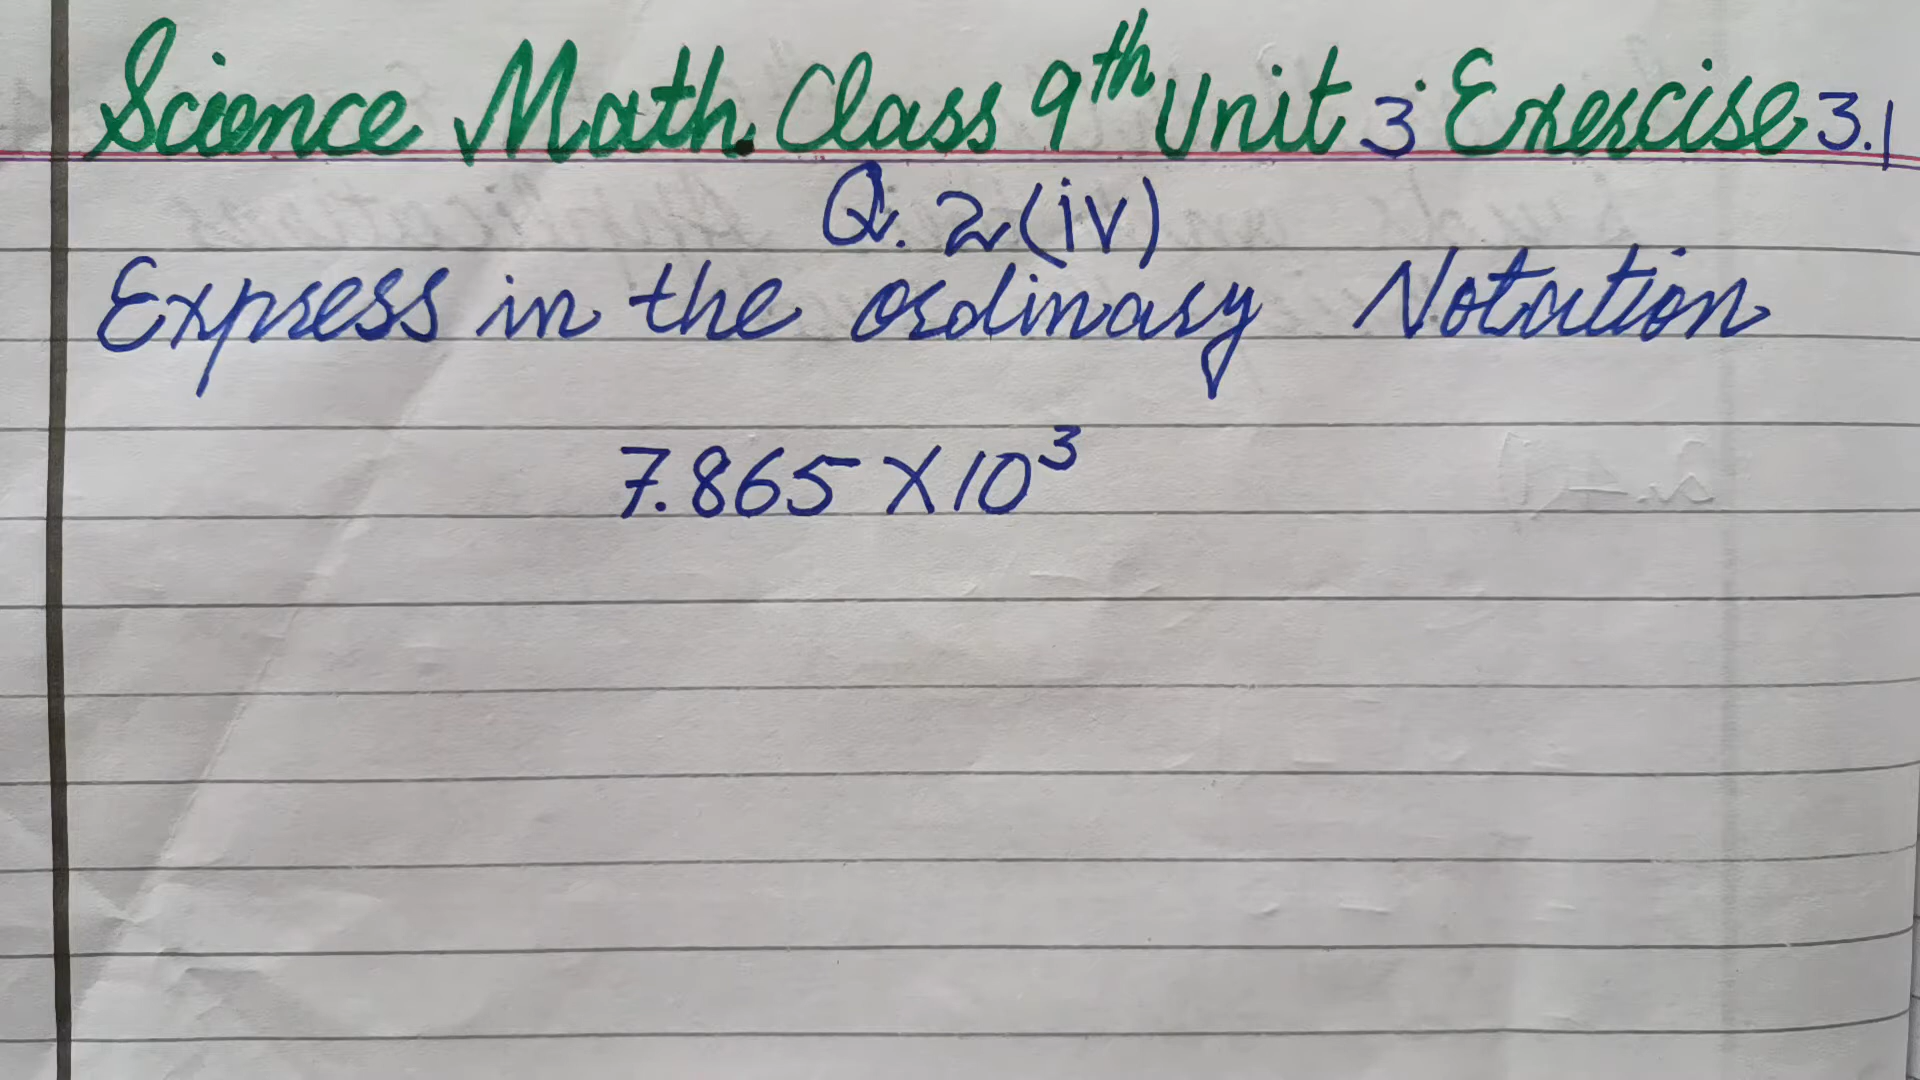 Science Math. Class 9th Unit 3 Exercise 3.1
Q. 2 (iv)
Express in the ordinary Notation
7.865 × 10³